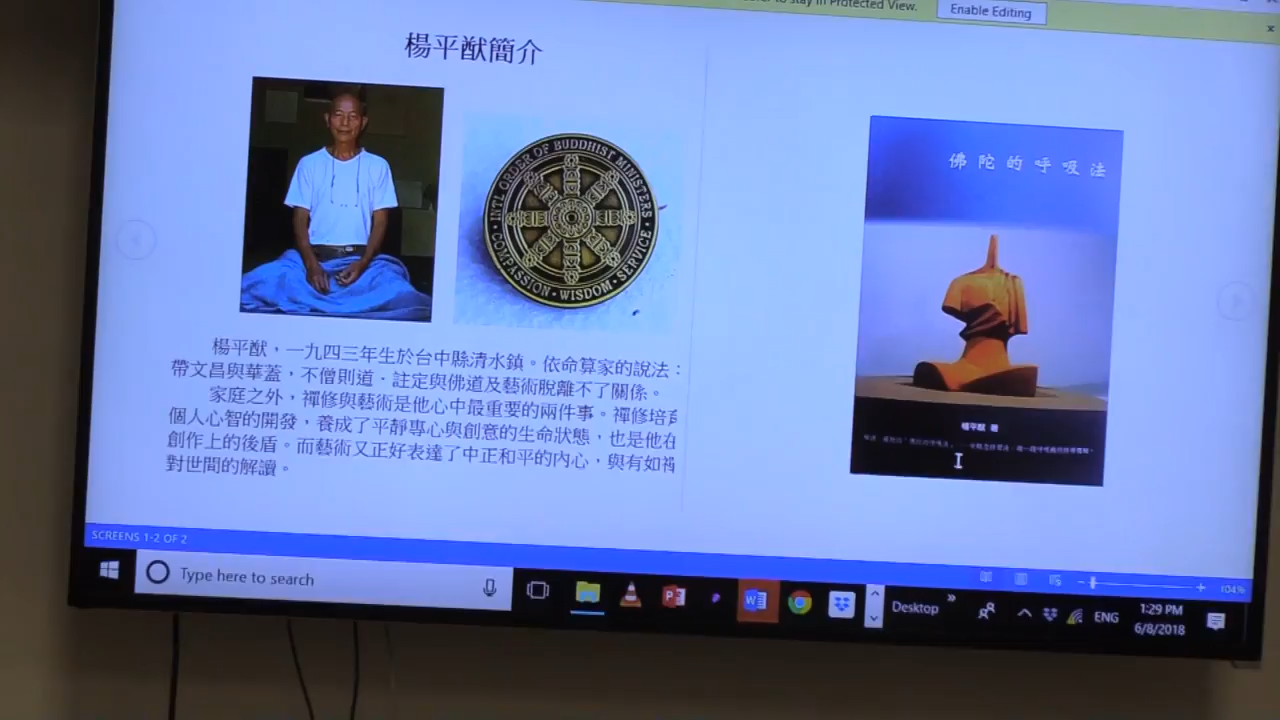 to stay in Protected View.
Enable Editing
楊平猷簡介
INTL ORDER OF BUDDHIST MINISTERS
COMPASSION • WISDOM • SERVICE
楊平猷，一九四三年生於台中縣清水鎮。依命算家的說法：
帶文昌與華蓋，不僧則道．註定與佛道及藝術脫離不了關係。
家庭之外，禪修與藝術是他心中最重要的兩件事。禪修培育
個人心智的開發，養成了平靜專心與創意的生命狀態，也是他在
創作上的後盾。而藝術又正好表達了中正和平的內心，與有如禪
對世間的解讀。
佛陀的呼吸法
楊平猷 著
SCREENS 1-2 OF 2
104%
Type here to search
Desktop
ENG
1:29 PM
6/8/2018